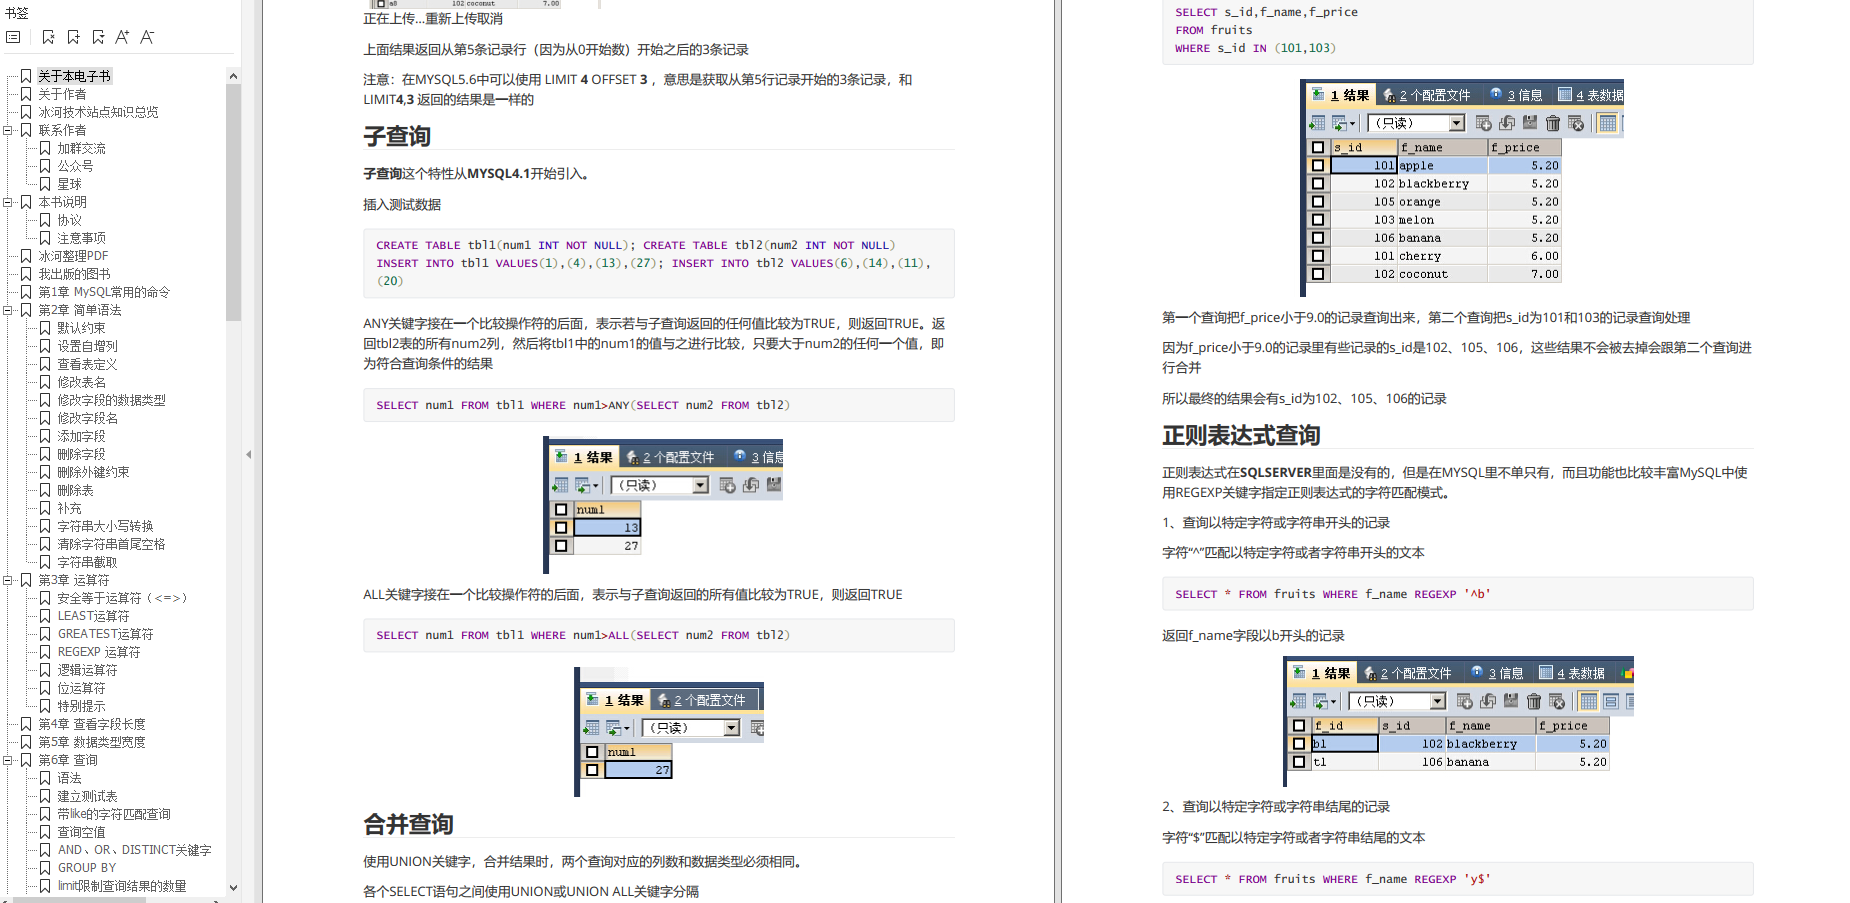 书签
关于本电子书
关于作者
冰河技术站点知识总览
联系作者
加群交流
公众号
星球
本书说明
协议
注意事项
冰河整理PDF
我出版的图书
第1章 MySQL常用的命令
第2章 简单语法
默认约束
设置自增列
查看表定义
修改表名
修改字段的数据类型
修改字段名
添加字段
删除字段
删除外键约束
删除表
补充
字符串大小写转换
清除字符串首尾空格
字符串截取
第3章 运算符
安全等于运算符（<=>）
LEAST运算符
GREATEST运算符
REGEXP 运算符
逻辑运算符
位运算符
特别提示
第4章 查看字段长度
第5章 数据类型宽度
第6章 查询
语法
建立测试表
带like的字符匹配查询
查询空值
AND、OR、DISTINCT关键字
GROUP BY
limit限制查询结果的数量
a8 102 coconut 7.00
正在上传…重新上传取消
上面结果返回从第5条记录行（因为从0开始数）开始之后的3条记录
注意：在MYSQL5.6中可以使用 LIMIT 4 OFFSET 3 ，意思是获取从第5行记录开始的3条记录，和
LIMIT4,3 返回的结果是一样的
子查询
子查询这个特性从MYSQL4.1开始引入。
插入测试数据
CREATE TABLE tbl1(num1 INT NOT NULL); CREATE TABLE tbl2(num2 INT NOT NULL)
INSERT INTO tbl1 VALUES(1),(4),(13),(27); INSERT INTO tbl2 VALUES(6),(14),(11),
(20)
ANY关键字接在一个比较操作符的后面，表示若与子查询返回的任何值比较为TRUE，则返回TRUE。返
回tbl2表的所有num2列，然后将tbl1中的num1的值与之进行比较，只要大于num2的任何一个值，即
为符合查询条件的结果
SELECT num1 FROM tbl1 WHERE num1>ANY(SELECT num2 FROM tbl2)
1 结果 2 个配置文件 3 信息
（只读）
num1
13
27
ALL关键字接在一个比较操作符的后面，表示与子查询返回的所有值比较为TRUE，则返回TRUE
SELECT num1 FROM tbl1 WHERE num1>ALL(SELECT num2 FROM tbl2)
1 结果 2 个配置文件
（只读）
num1
27
合并查询
使用UNION关键字，合并结果时，两个查询对应的列数和数据类型必须相同。
各个SELECT语句之间使用UNION或UNION ALL关键字分隔
SELECT s_id,f_name,f_price
FROM fruits
WHERE s_id IN (101,103)
1 结果 2 个配置文件 3 信息 4 表数据
（只读）
s_id f_name f_price
101 apple 5.20
102 blackberry 5.20
105 orange 5.20
103 melon 5.20
106 banana 5.20
101 cherry 6.00
102 coconut 7.00
第一个查询把f_price小于9.0的记录查询出来，第二个查询把s_id为101和103的记录查询处理
因为f_price小于9.0的记录里有些记录的s_id是102、105、106，这些结果不会被去掉会跟第二个查询进
行合并
所以最终的结果会有s_id为102、105、106的记录
正则表达式查询
正则表达式在SQLSERVER里面是没有的，但是在MYSQL里不单只有，而且功能也比较丰富MySQL中使
用REGEXP关键字指定正则表达式的字符匹配模式。
1、查询以特定字符或字符串开头的记录
字符“^”匹配以特定字符或者字符串开头的文本
SELECT * FROM fruits WHERE f_name REGEXP '^b'
返回f_name字段以b开头的记录
1 结果 2 个配置文件 3 信息 4 表数据
（只读）
f_id s_id f_name f_price
b1 102 blackberry 5.20
t1 106 banana 5.20
2、查询以特定字符或字符串结尾的记录
字符“$”匹配以特定字符或者字符串结尾的文本
SELECT * FROM fruits WHERE f_name REGEXP 'y$'